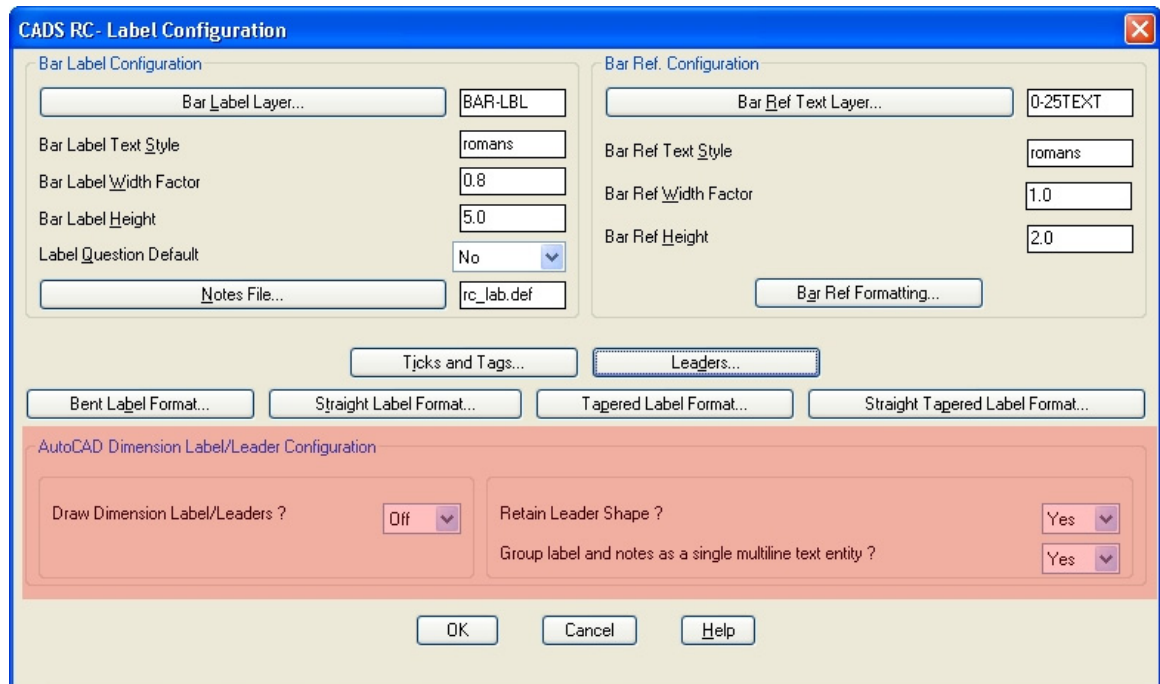 CADS RC- Label Configuration
Bar Label Configuration
Bar Label Layer...
BAR-LBL
Bar Label Text Style
romans
Bar Label Width Factor
0.8
Bar Label Height
5.0
Label Question Default
No
Notes File...
rc_lab.def
Bar Ref. Configuration
Bar Ref Text Layer...
0-25TEXT
Bar Ref Text Style
romans
Bar Ref Width Factor
1.0
Bar Ref Height
2.0
Bar Ref Formatting...
Ticks and Tags...
Leaders...
Bent Label Format...
Straight Label Format...
Tapered Label Format...
Straight Tapered Label Format...
AutoCAD Dimension Label/Leader Configuration
Draw Dimension Label/Leaders ?
Off
Retain Leader Shape ?
Yes
Group label and notes as a single multiline text entity ?
Yes
OK
Cancel
Help